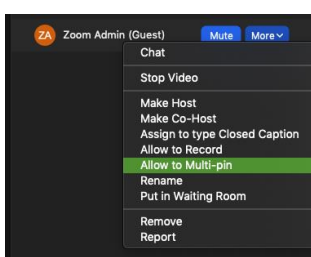 ZA Zoom Admin (Guest) Mute More
Chat
Stop Video
Make Host
Make Co-Host
Assign to type Closed Caption
Allow to Record
Allow to Multi-pin
Rename
Put in Waiting Room
Remove
Report